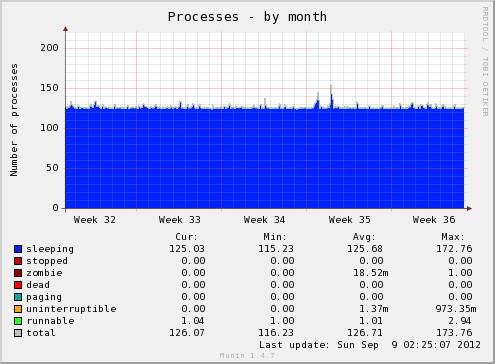 Processes - by month
RRDTOOL / TOBI OETIKER
Number of processes
200
150
100
50
0
Week 32 Week 33 Week 34 Week 35 Week 36
Cur: Min: Avg: Max:
sleeping 125.03 115.23 125.68 172.76
stopped 0.00 0.00 0.00 0.00
zombie 0.00 0.00 18.52m 1.00
dead 0.00 0.00 0.00 0.00
paging 0.00 0.00 0.00 0.00
uninterruptible 0.00 0.00 1.37m 973.35m
runnable 1.04 1.00 1.01 2.94
total 126.07 116.23 126.71 173.76
Last update: Sun Sep 9 02:25:07 2012
Munin 1.4.7